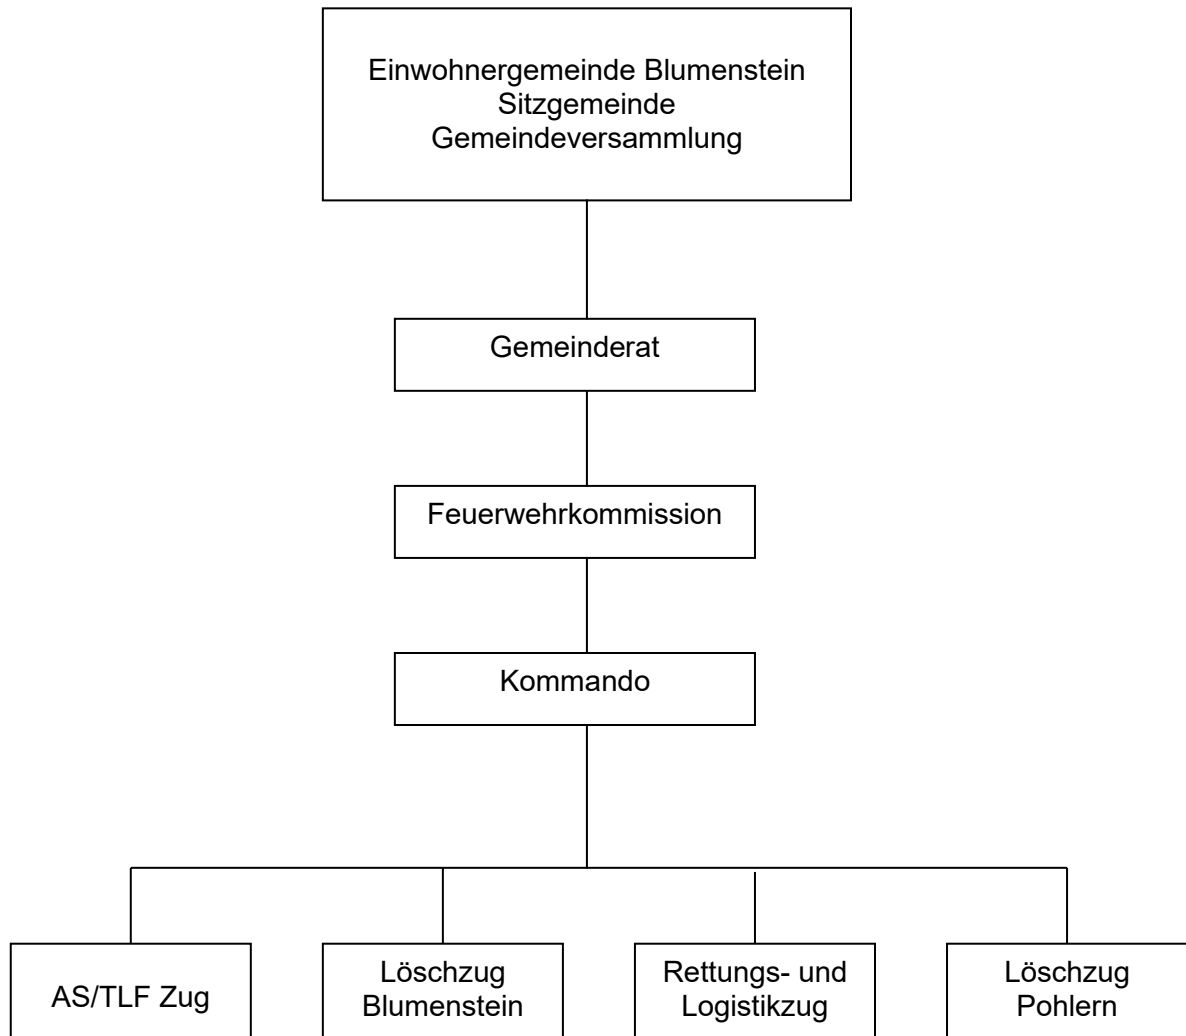 Einwohnergemeinde Blumenstein
Sitzgemeinde
Gemeindeversammlung
Gemeinderat
Feuerwehrkommission
Kommando
AS/TLF Zug
Löschzug
Blumenstein
Rettungs- und
Logistikzug
Löschzug
Pohlern